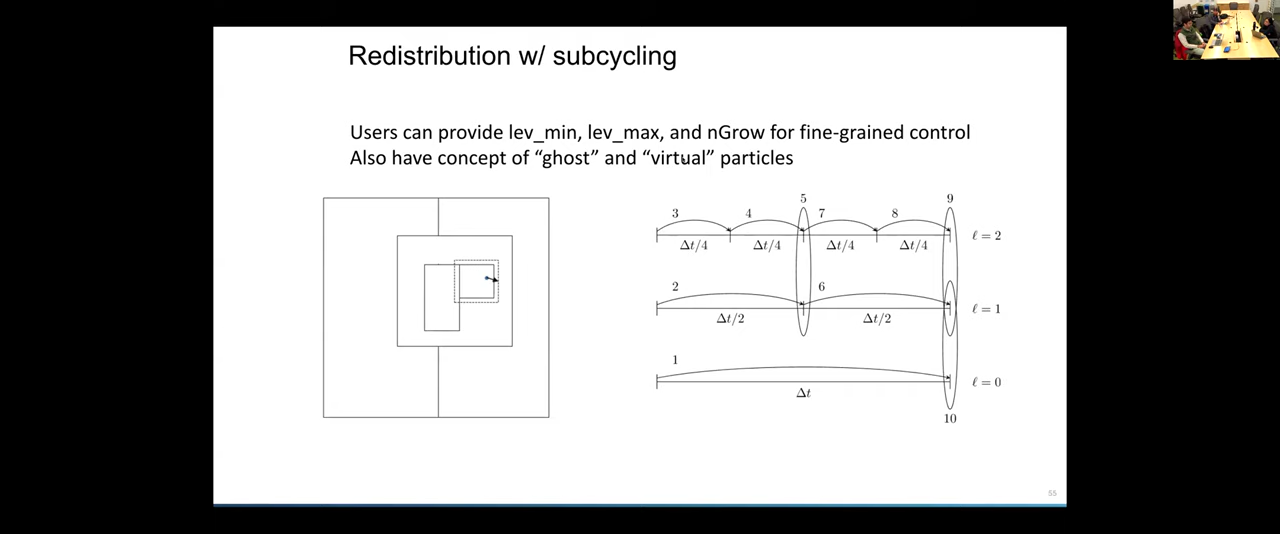 Redistribution w/ subcycling
Users can provide lev_min, lev_max, and nGrow for fine-grained control
Also have concept of “ghost” and “virtual” particles
5 9
3 4 7 8
Δt/4 Δt/4 Δt/4 Δt/4 ℓ = 2
2 6
Δt/2 Δt/2 ℓ = 1
1
Δt ℓ = 0
10
55